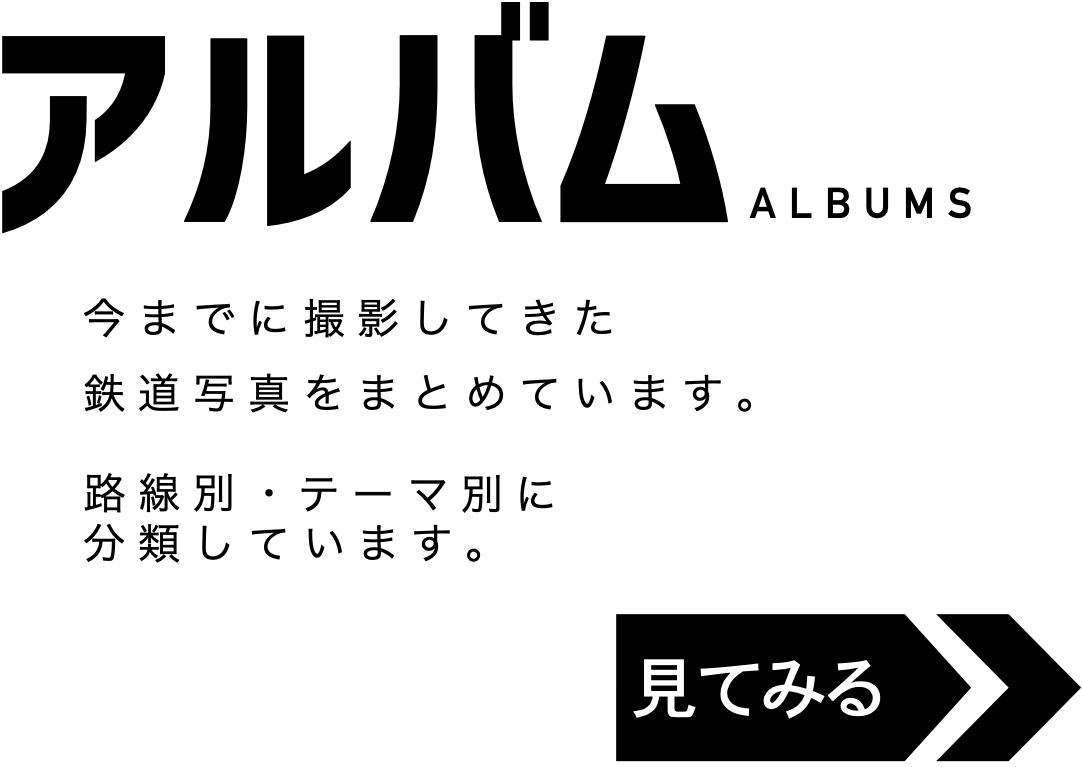 アルバム ALBUMS
今までに撮影してきた
鉄道写真をまとめています。
路線別・テーマ別に
分類しています。
見てみる